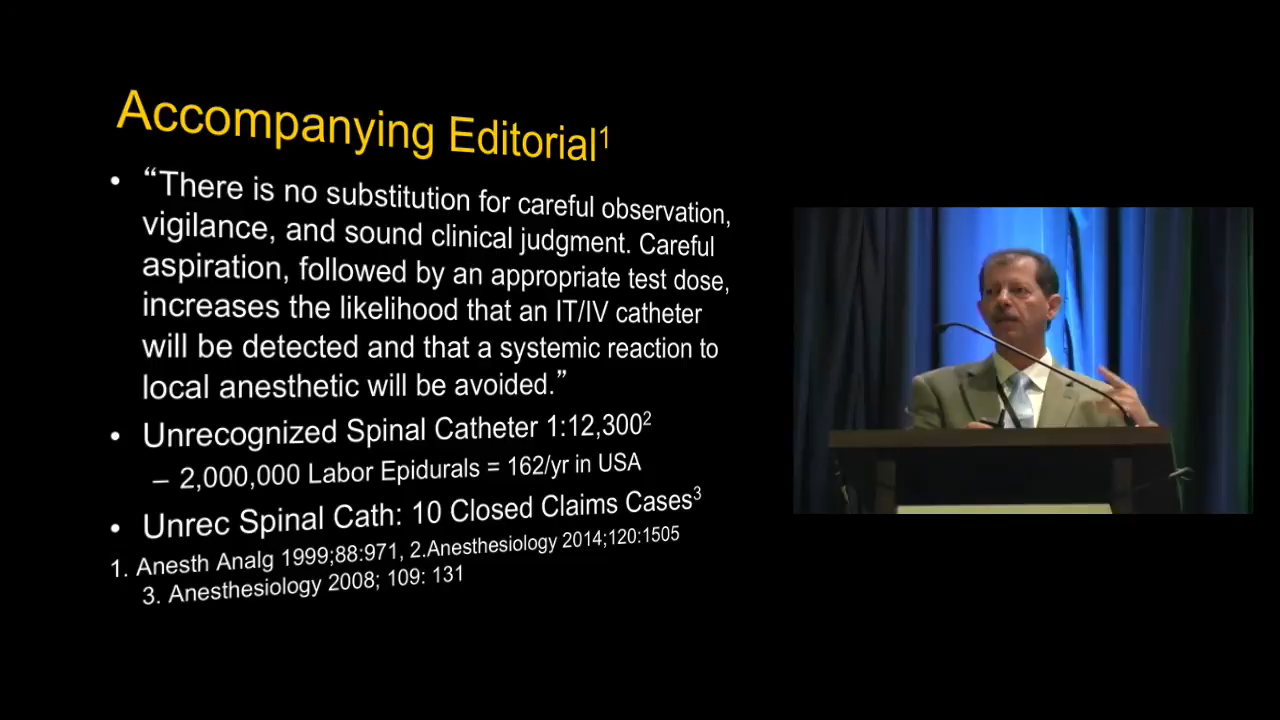 Accompanying Editorial¹
• “There is no substitution for careful observation,
vigilance, and sound clinical judgment. Careful
aspiration, followed by an appropriate test dose,
increases the likelihood that an IT/IV catheter
will be detected and that a systemic reaction to
local anesthetic will be avoided.”
• Unrecognized Spinal Catheter 1:12,300²
– 2,000,000 Labor Epidurals = 162/yr in USA
• Unrec Spinal Cath: 10 Closed Claims Cases³
1. Anesth Analg 1999;88:971, 2.Anesthesiology 2014;120:1505
3. Anesthesiology 2008; 109: 131